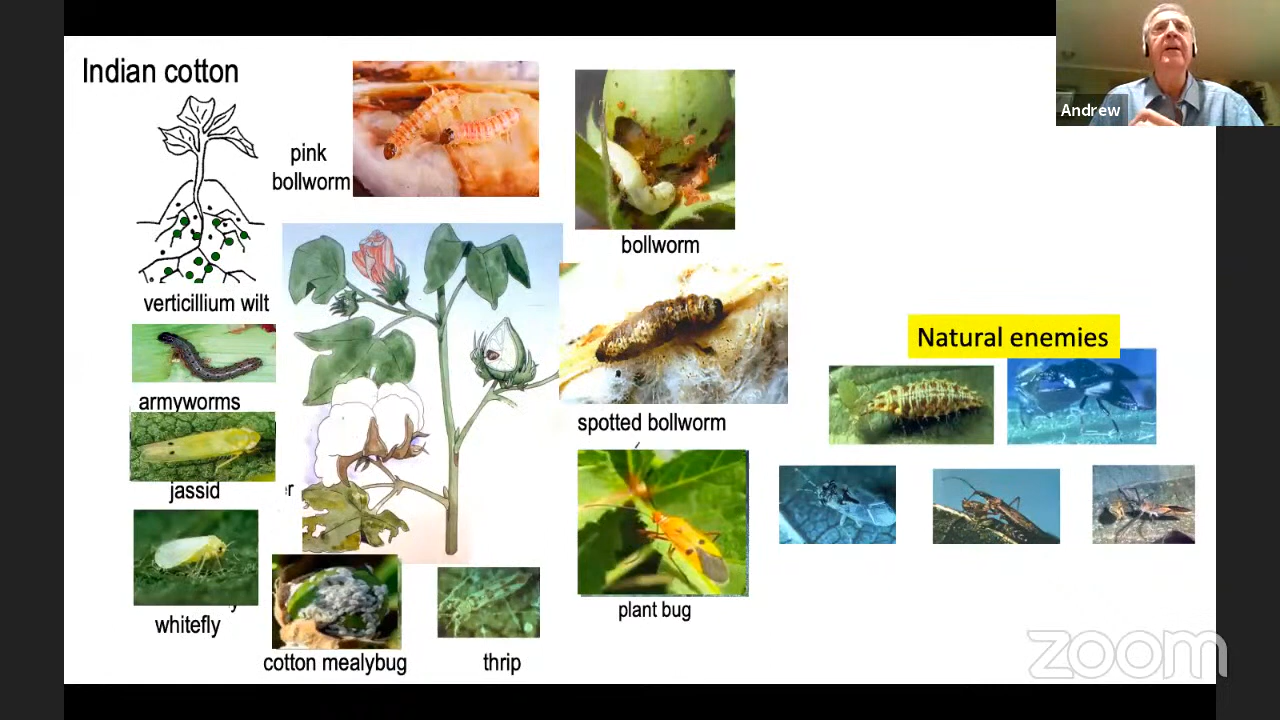 Indian cotton
Andrew
pink
bollworm
bollworm
verticillium wilt
Natural enemies
armyworms
spotted bollworm
jassid
er
whitefly
plant bug
cotton mealybug
thrip
zoom